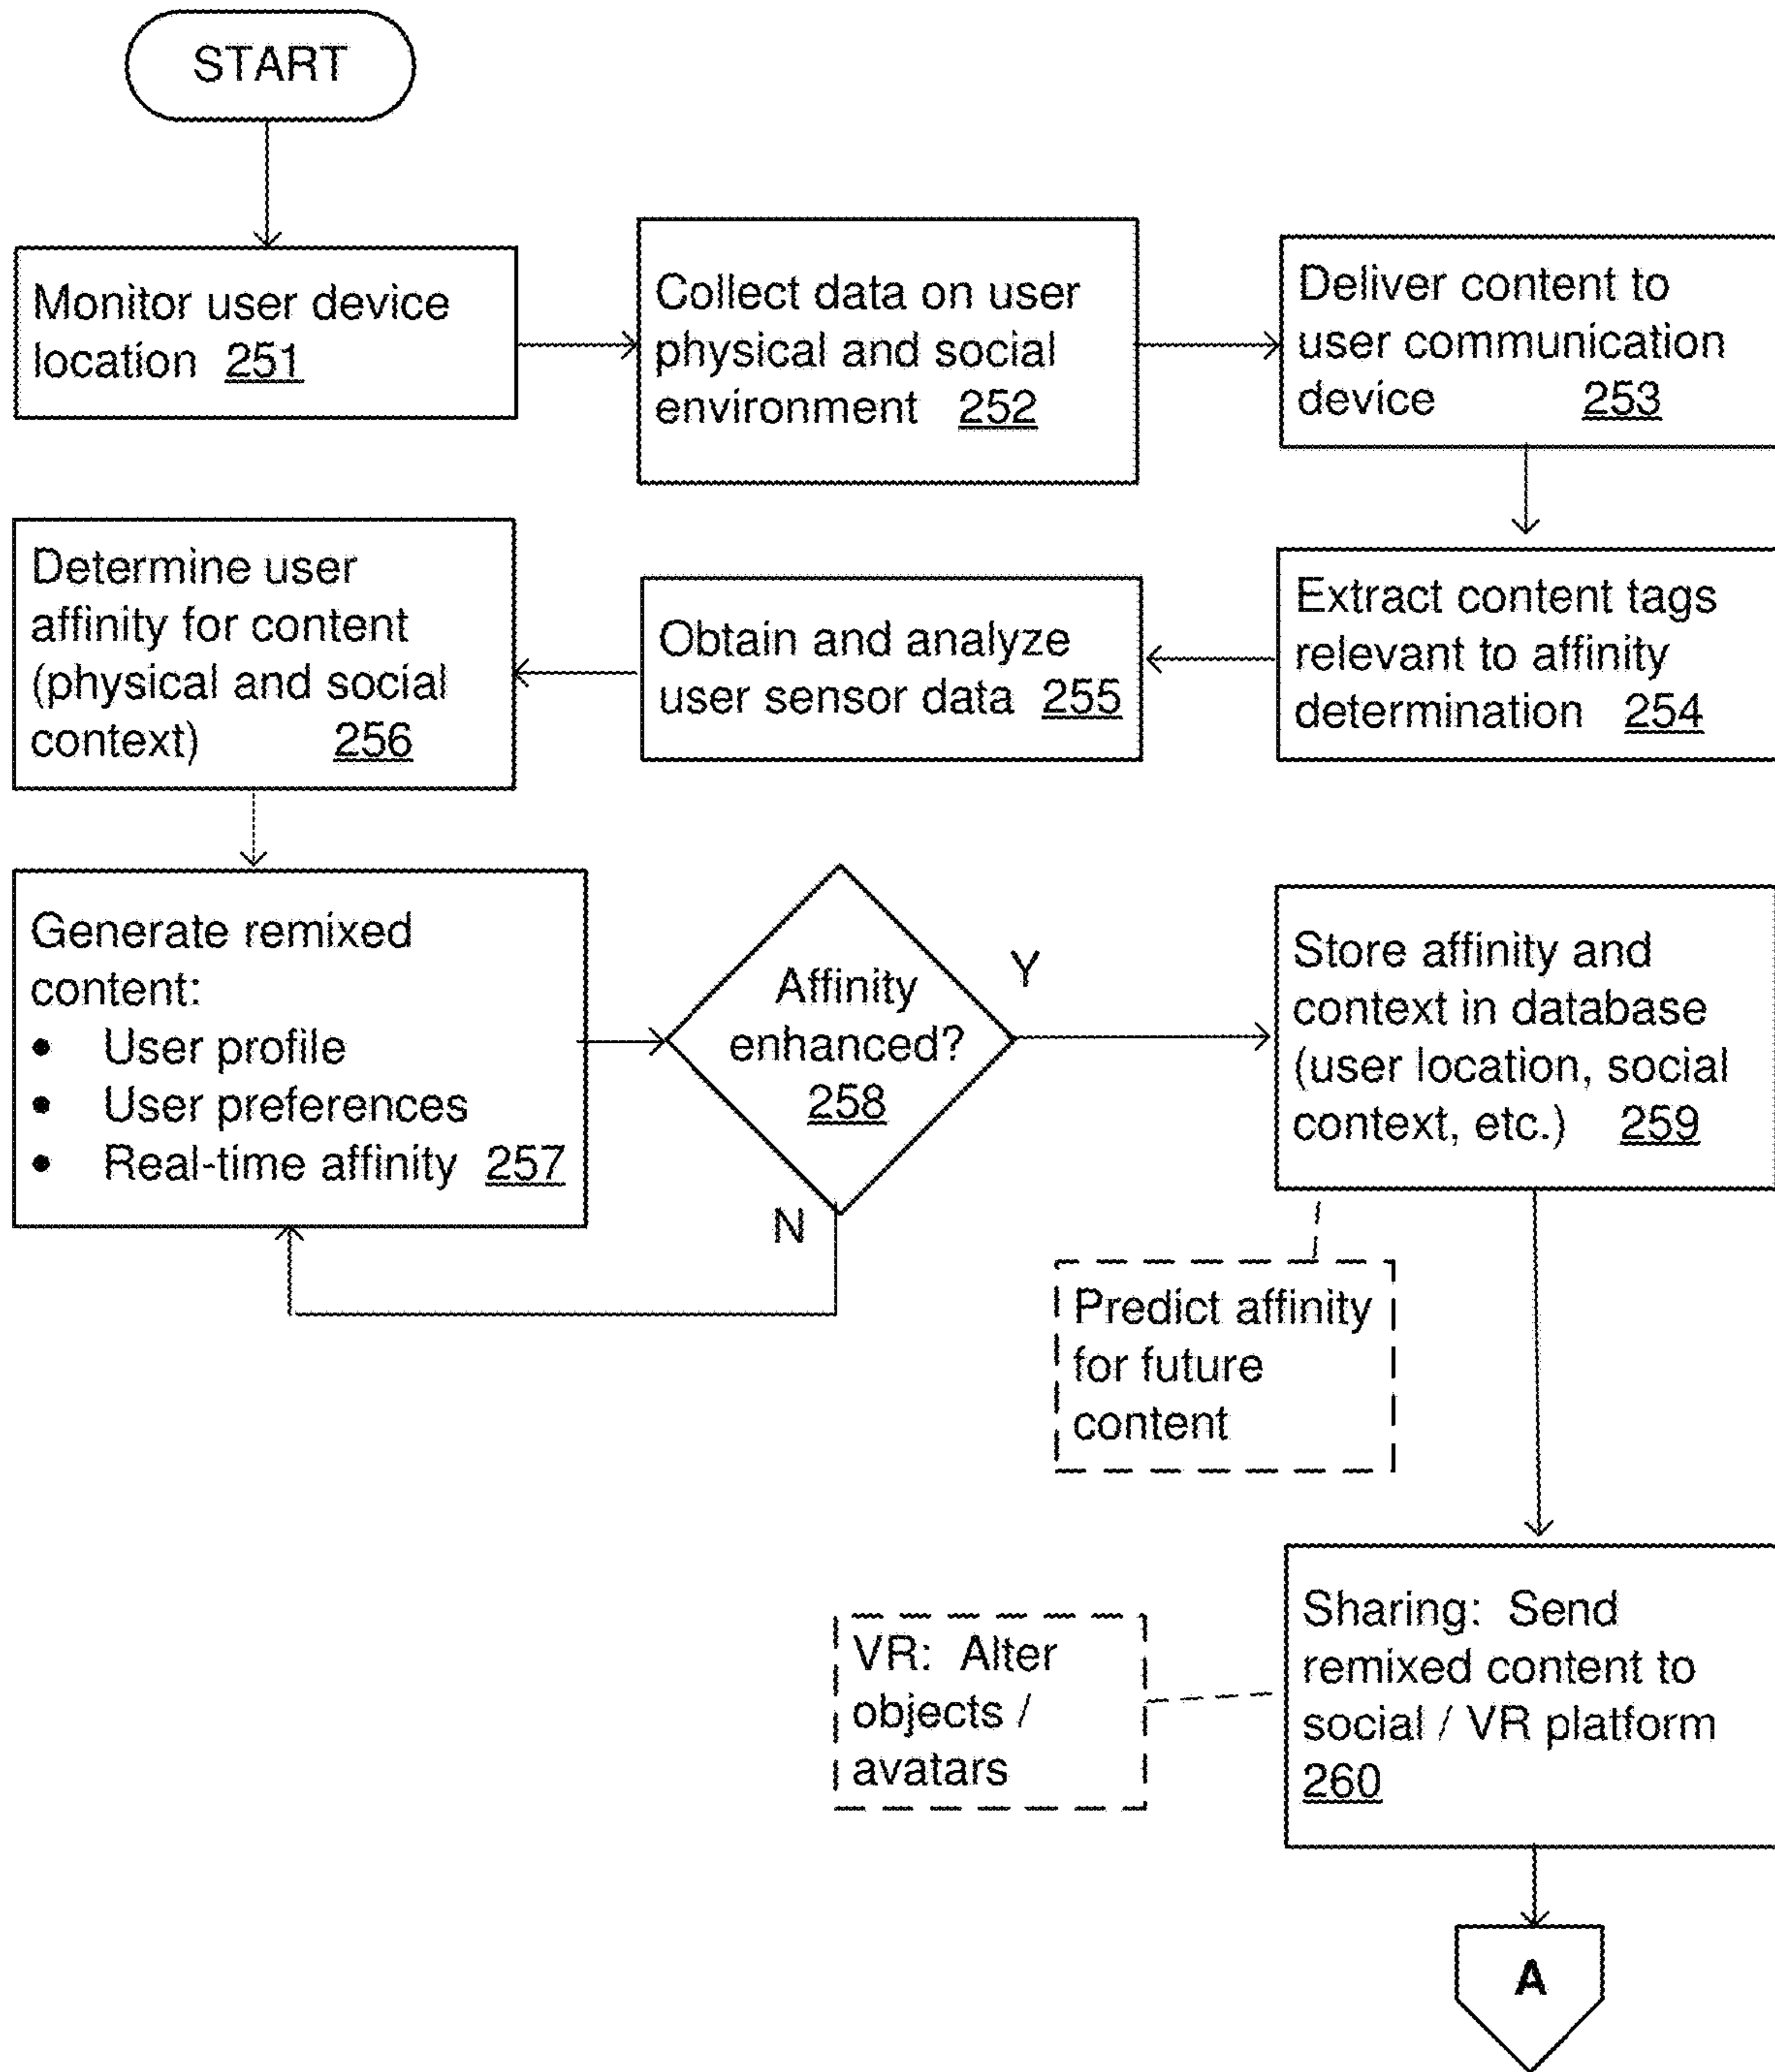 START
Monitor user device
location 251
Collect data on user
physical and social
environment 252
Deliver content to
user communication
device 253
Extract content tags
relevant to affinity
determination 254
Obtain and analyze
user sensor data 255
Determine user
affinity for content
(physical and social
context) 256
Generate remixed
content:
• User profile
• User preferences
• Real-time affinity 257
Affinity
enhanced?
258
Y
N
Store affinity and
context in database
(user location, social
context, etc.) 259
Predict affinity
for future
content
Sharing: Send
remixed content to
social / VR platform
260
VR: Alter
objects /
avatars
A